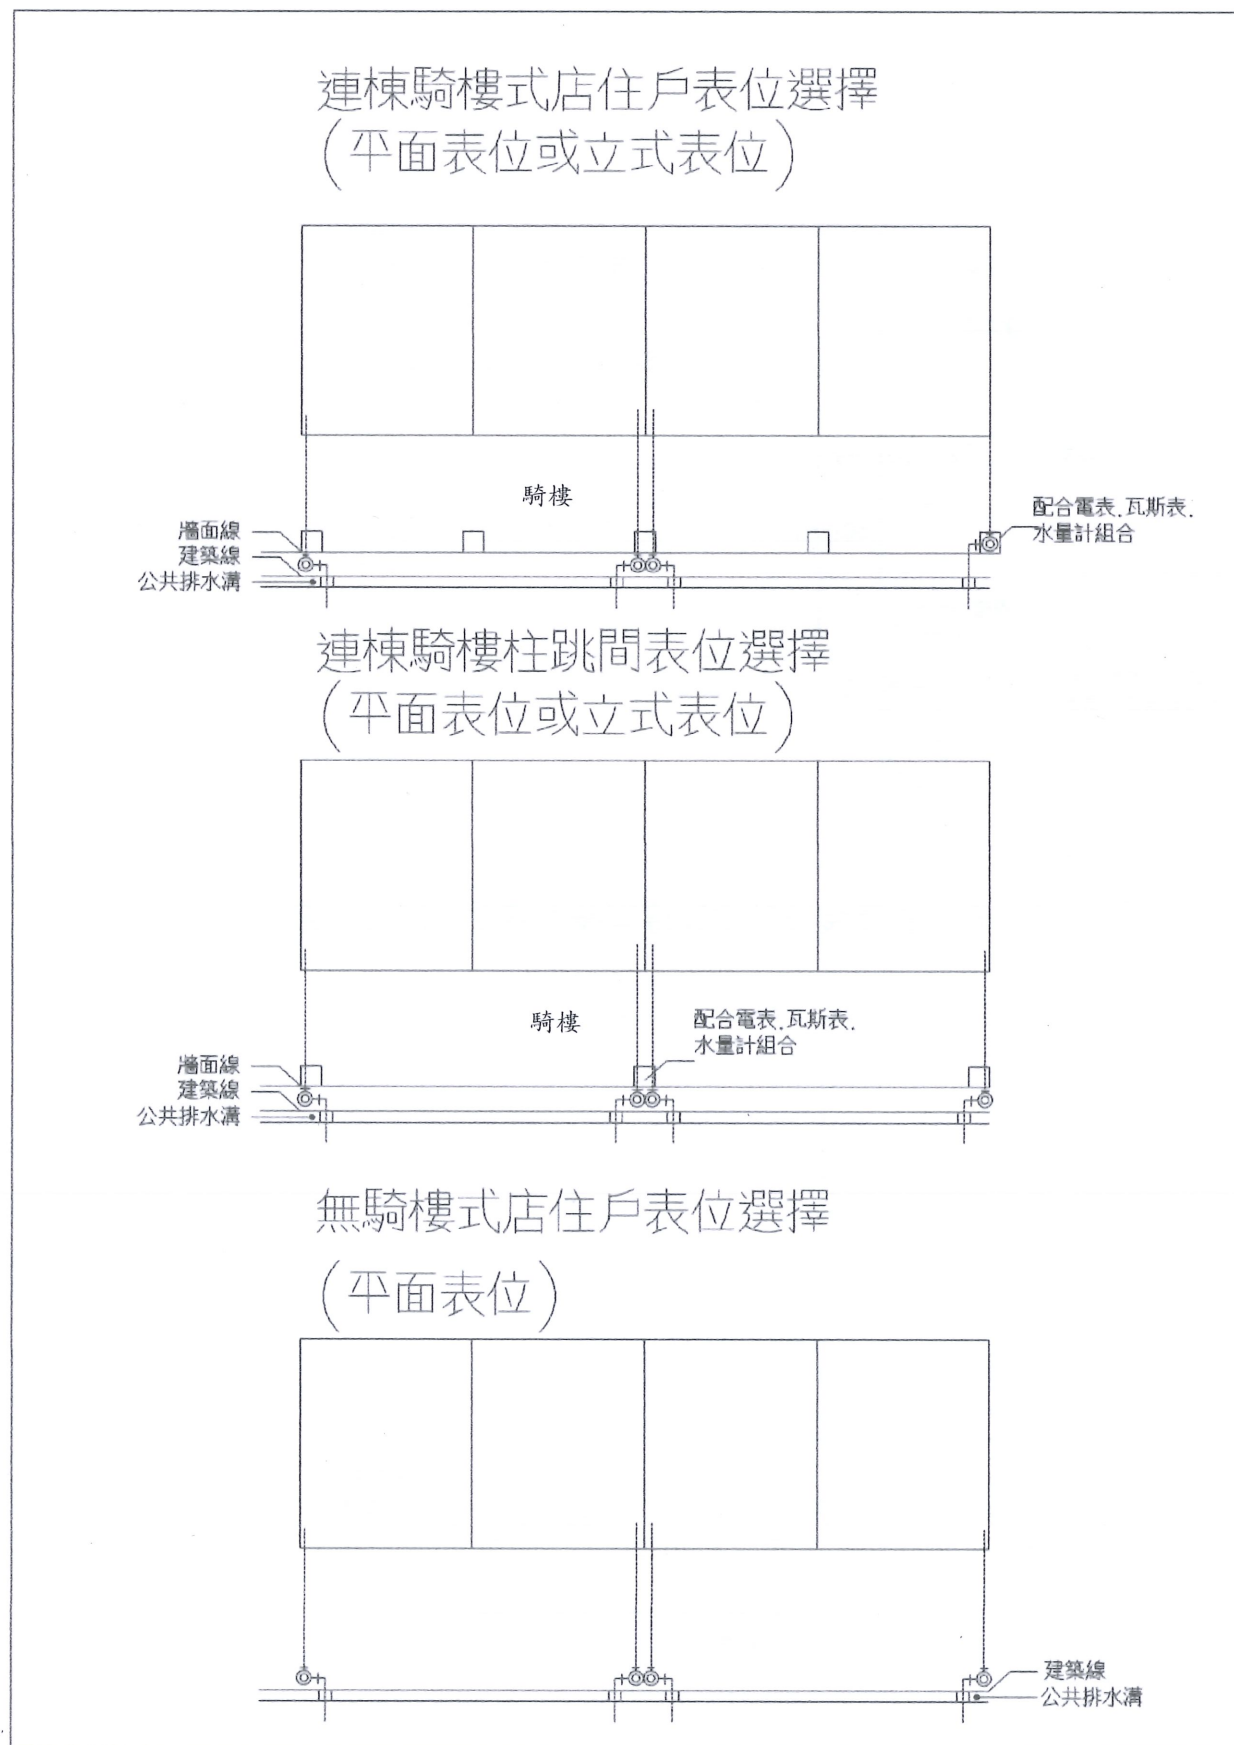 連棟騎樓式店住戶表位選擇
(平面表位或立式表位)
騎樓
配合電表.瓦斯表.
水量計組合
牆面線
建築線
公共排水溝
連棟騎樓柱跳間表位選擇
(平面表位或立式表位)
騎樓
配合電表.瓦斯表.
水量計組合
牆面線
建築線
公共排水溝
無騎樓式店住戶表位選擇
(平面表位)
建築線
公共排水溝